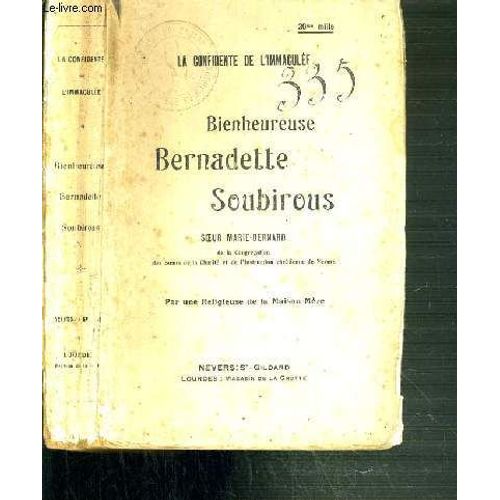 Le-livre.com
20me mille
LA CONFIDENTE DE L'IMMACULÉE
335
Bienheureuse
Bernadette
Soubirous
SŒUR MARIE-BERNARD
de la Congrégation
des Sœurs de la Charité et de l'Instruction chrétienne de Nevers
Par une Religieuse de la Maison Mère
NEVERS: St-GILDARD
LOURDES: MAGASIN DE LA GROTTE
LA CONFIDENTE
DE
L'IMMACULÉE
Bienheureuse
Bernadette
Soubirous